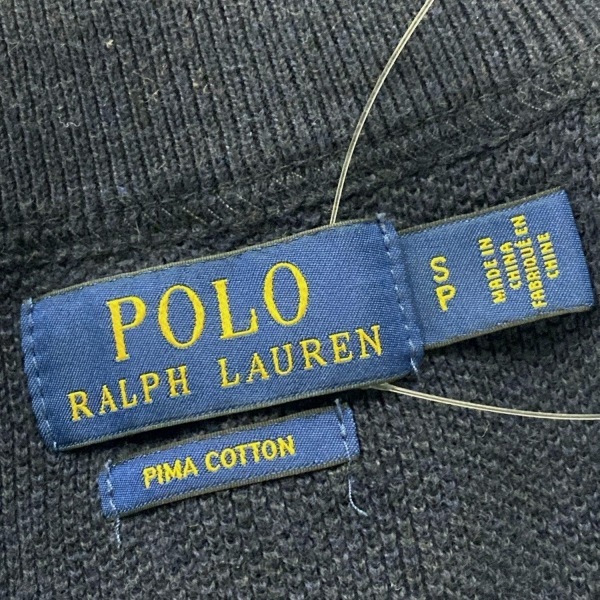 POLO
RALPH LAUREN
S
P
MADE IN
CHINA
FABRIQUÉ EN
CHINE
PIMA COTTON